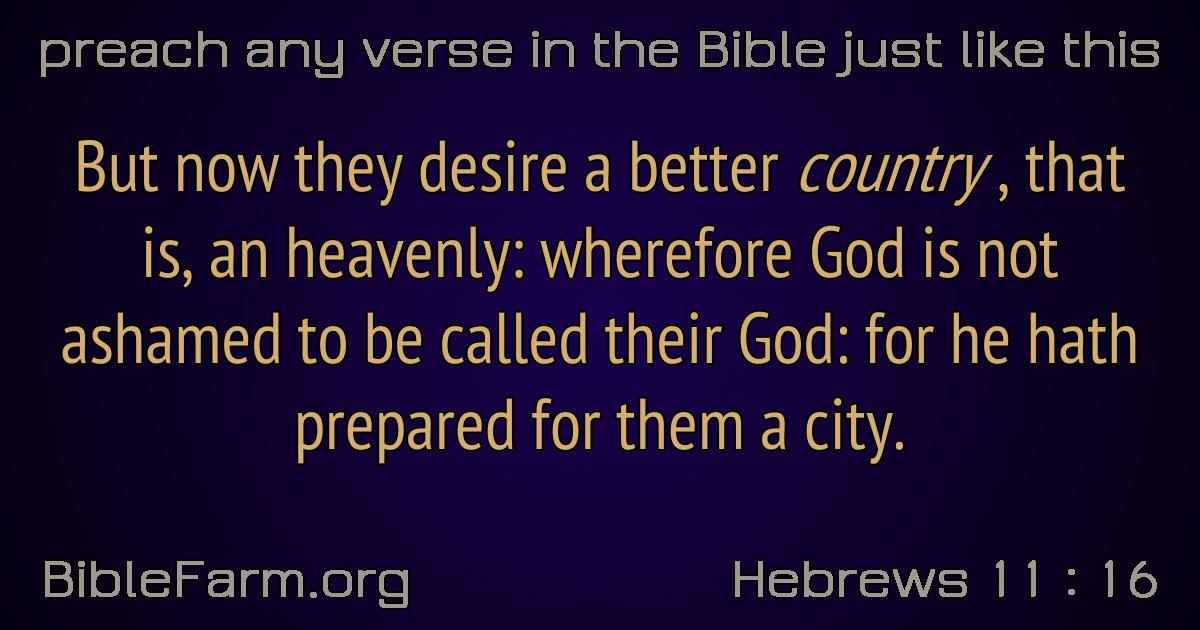 preach any verse in the Bible just like this
But now they desire a better country , that
is, an heavenly: wherefore God is not
ashamed to be called their God: for he hath
prepared for them a city.
BibleFarm.org
Hebrews 11 : 16